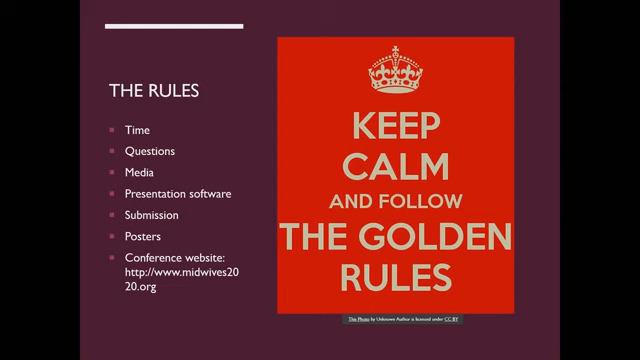 THE RULES
Time
Questions
Media
Presentation software
Submission
Posters
Conference website:
http://www.midwives20
20.org
KEEP
CALM
AND FOLLOW
THE GOLDEN
RULES
This Photo by Unknown Author is licensed under CC BY